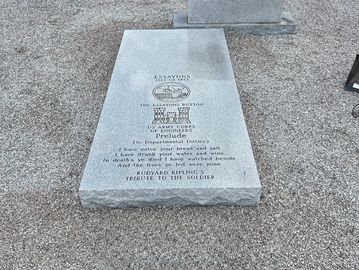 ESSAYONS
THE ESSAYONS BUTTON
US ARMY CORPS
OF ENGINEERS
Prelude
(to Departmental Ditties)
I have eaten your bread and salt
I have drunk your water and wine
In deaths ye died I have watched beside
And the lives ye led were mine
RUDYARD KIPLING'S
TRIBUTE TO THE SOLDIER